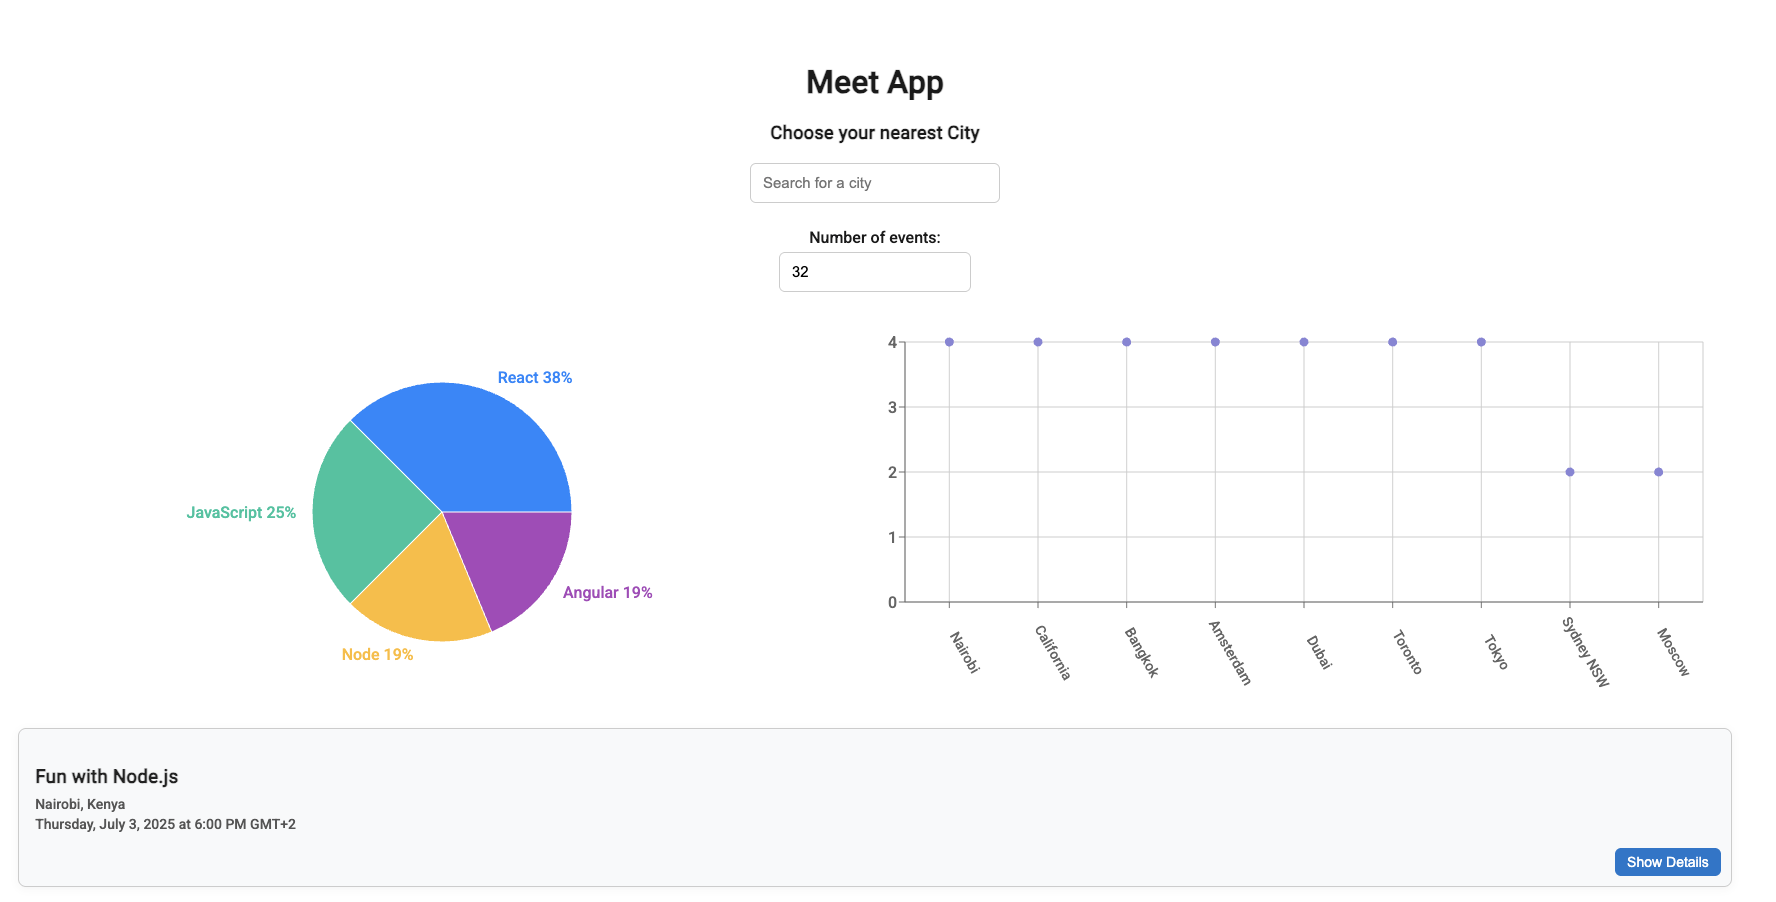 Meet App
Choose your nearest City
Search for a city
Number of events:
32
React 38%
JavaScript 25%
Angular 19%
Node 19%
4
3
2
1
0
Nairobi
California
Bangkok
Amsterdam
Dubai
Toronto
Tokyo
Sydney NSW
Moscow
Fun with Node.js
Nairobi, Kenya
Thursday, July 3, 2025 at 6:00 PM GMT+2
Show Details